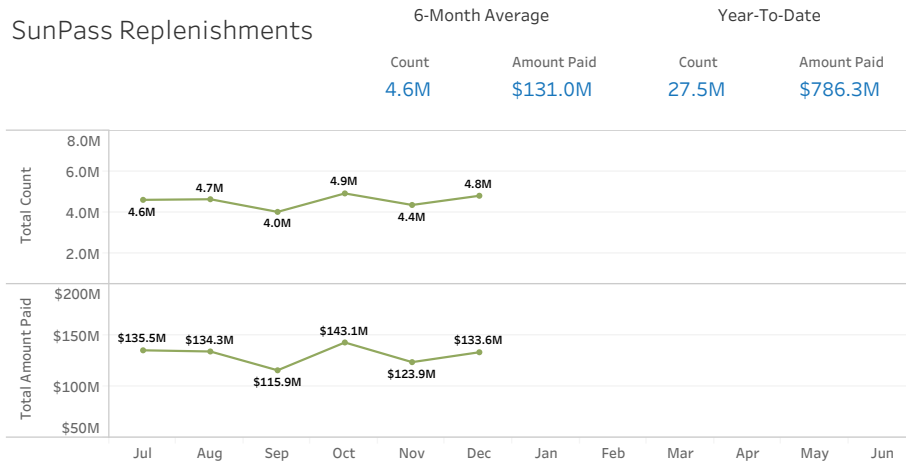 SunPass Replenishments
6-Month Average
Year-To-Date
Count
Amount Paid
Count
Amount Paid
4.6M
$131.0M
27.5M
$786.3M
Total Count
8.0M
6.0M
4.0M
2.0M
4.6M
4.7M
4.0M
4.9M
4.4M
4.8M
Total Amount Paid
$200M
$150M
$100M
$50M
$135.5M
$134.3M
$115.9M
$143.1M
$123.9M
$133.6M
Jul
Aug
Sep
Oct
Nov
Dec
Jan
Feb
Mar
Apr
May
Jun